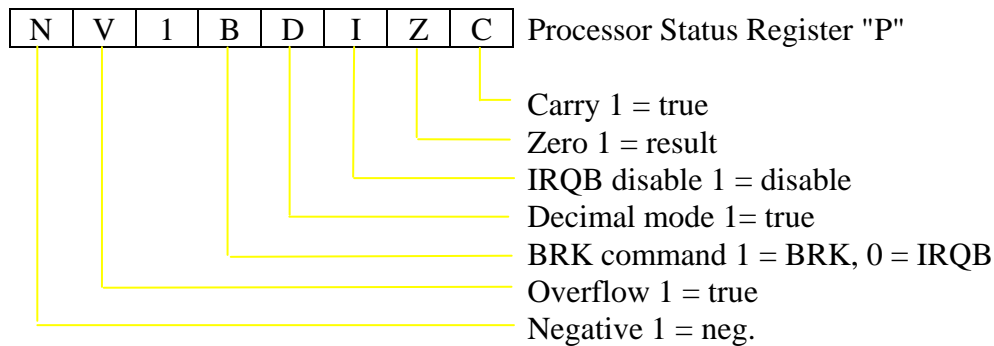 N V 1 B D I Z C Processor Status Register "P"
Carry 1 = true
Zero 1 = result
IRQB disable 1 = disable
Decimal mode 1= true
BRK command 1 = BRK, 0 = IRQB
Overflow 1 = true
Negative 1 = neg.